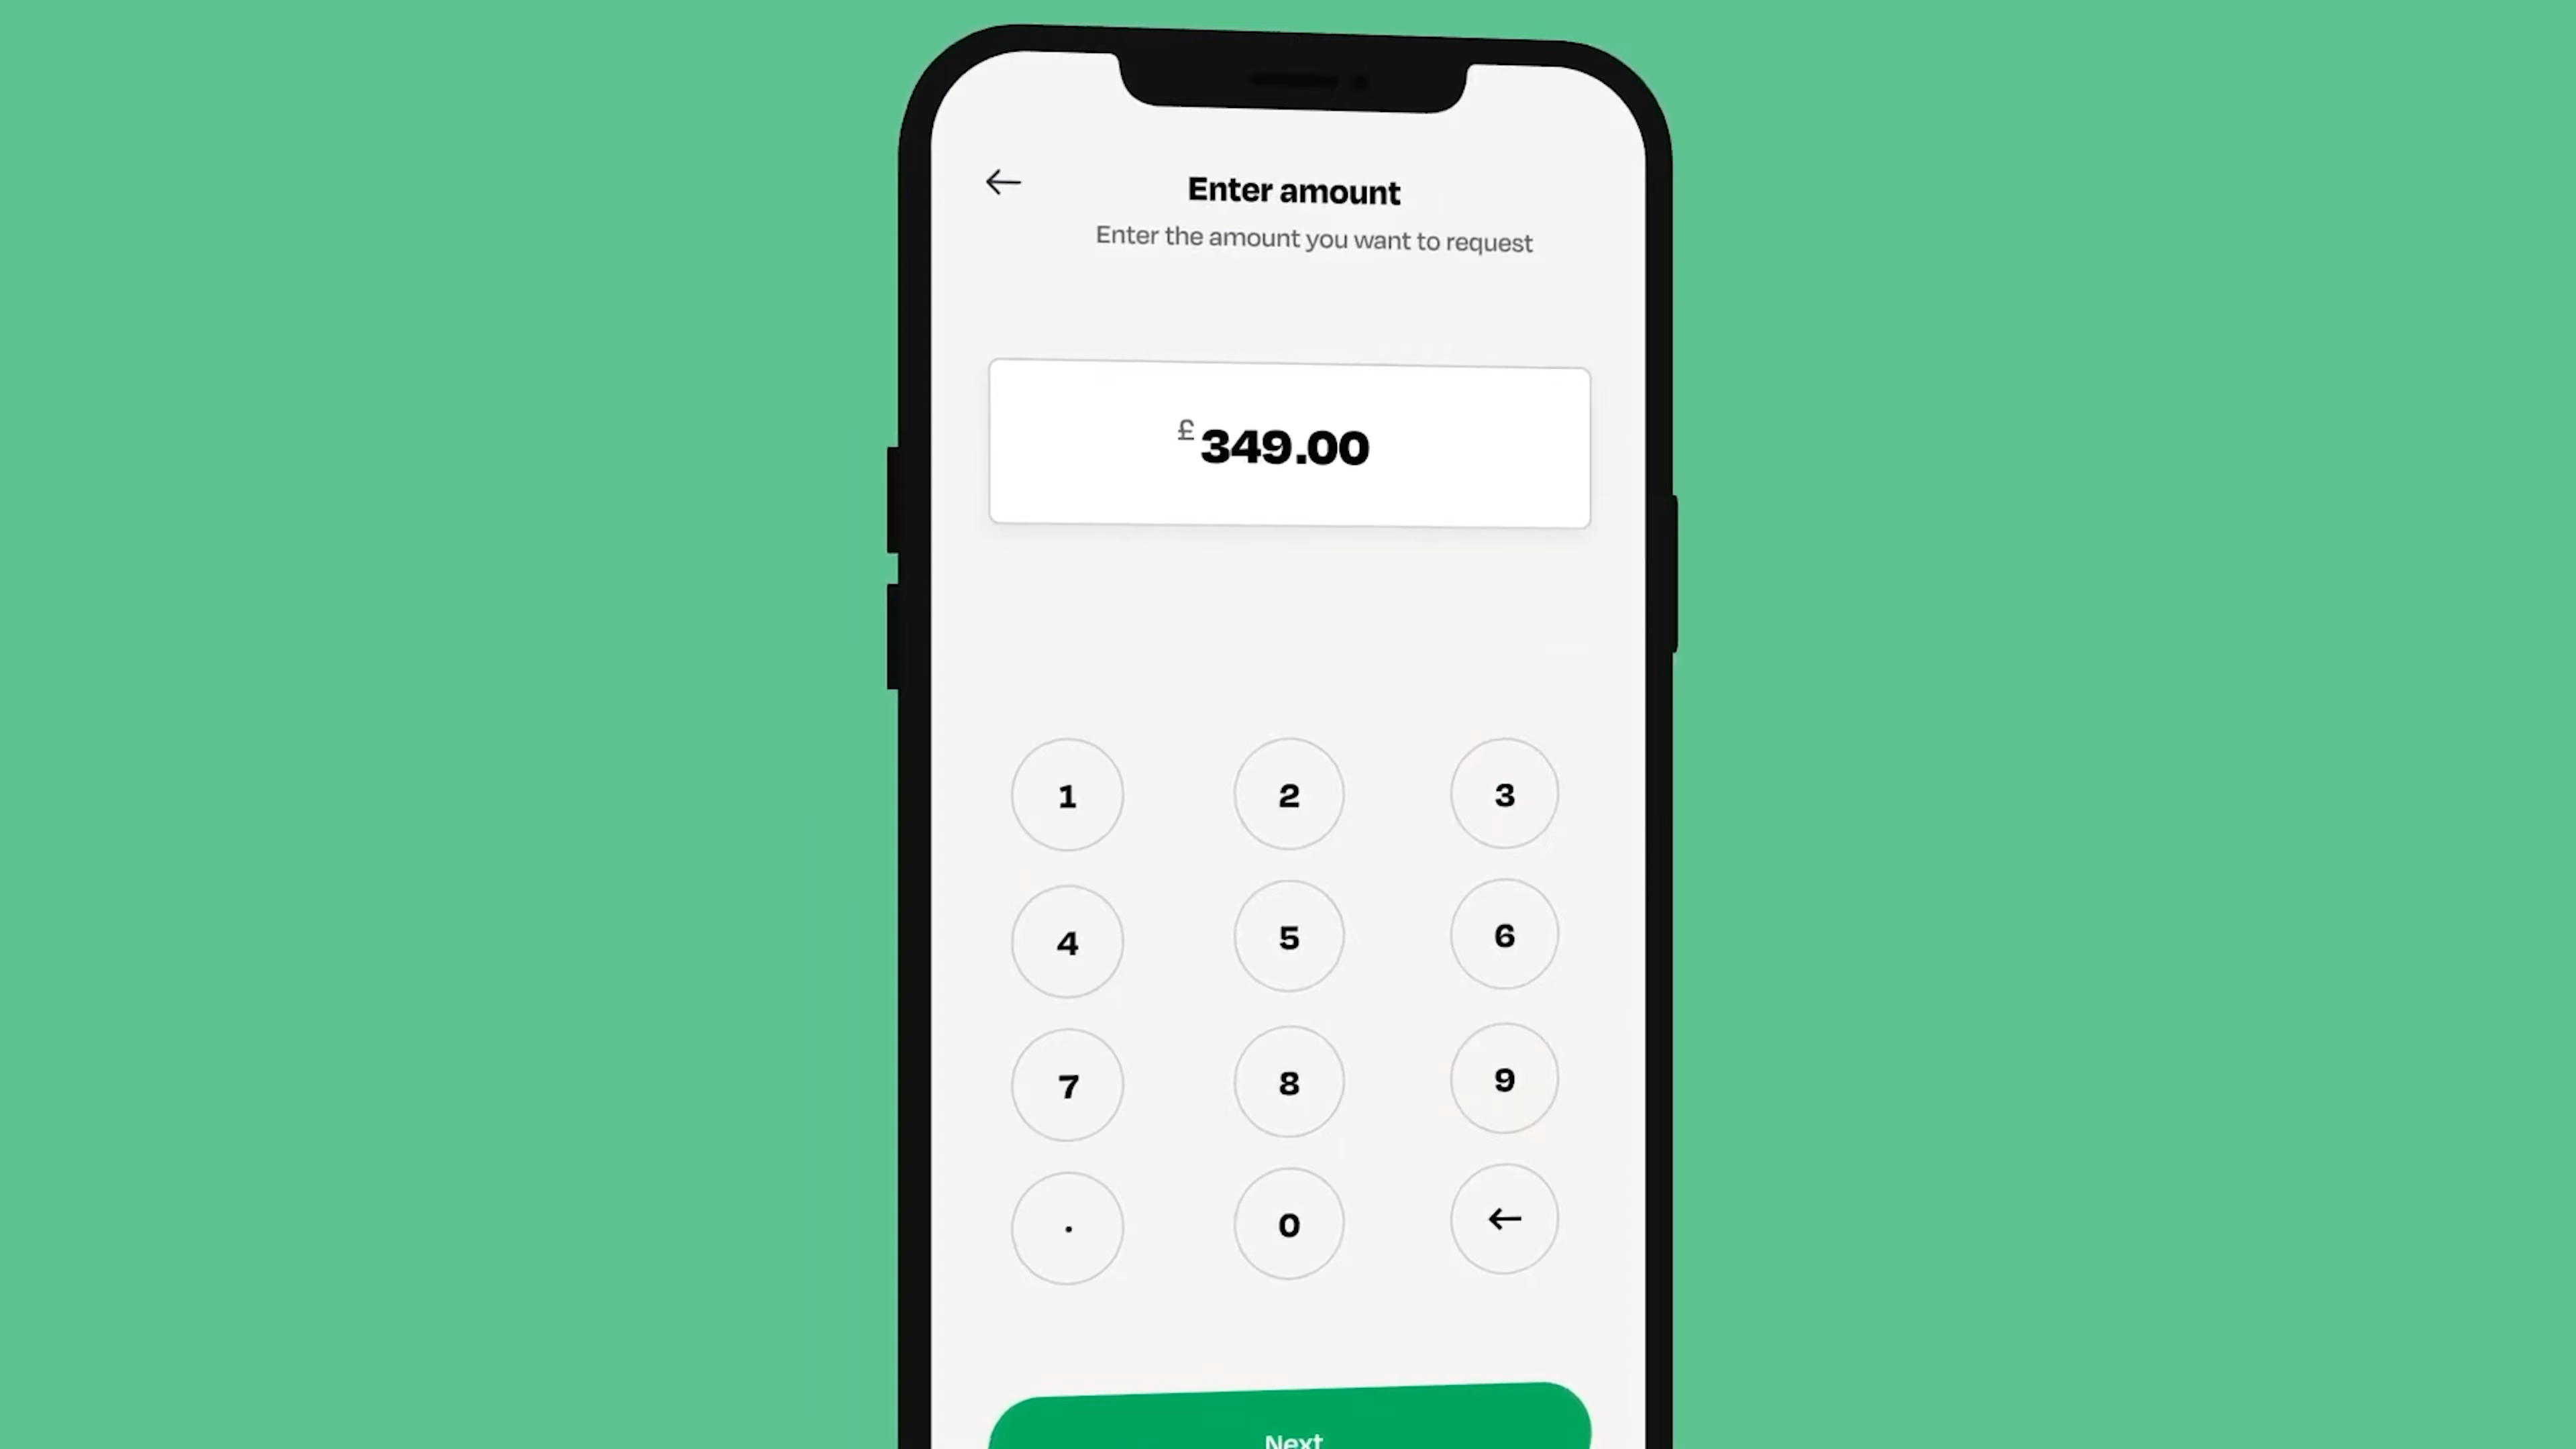 Enter amount
Enter the amount you want to request
£349.00
1 2 3
4 5 6
7 8 9
. 0 ←
Next